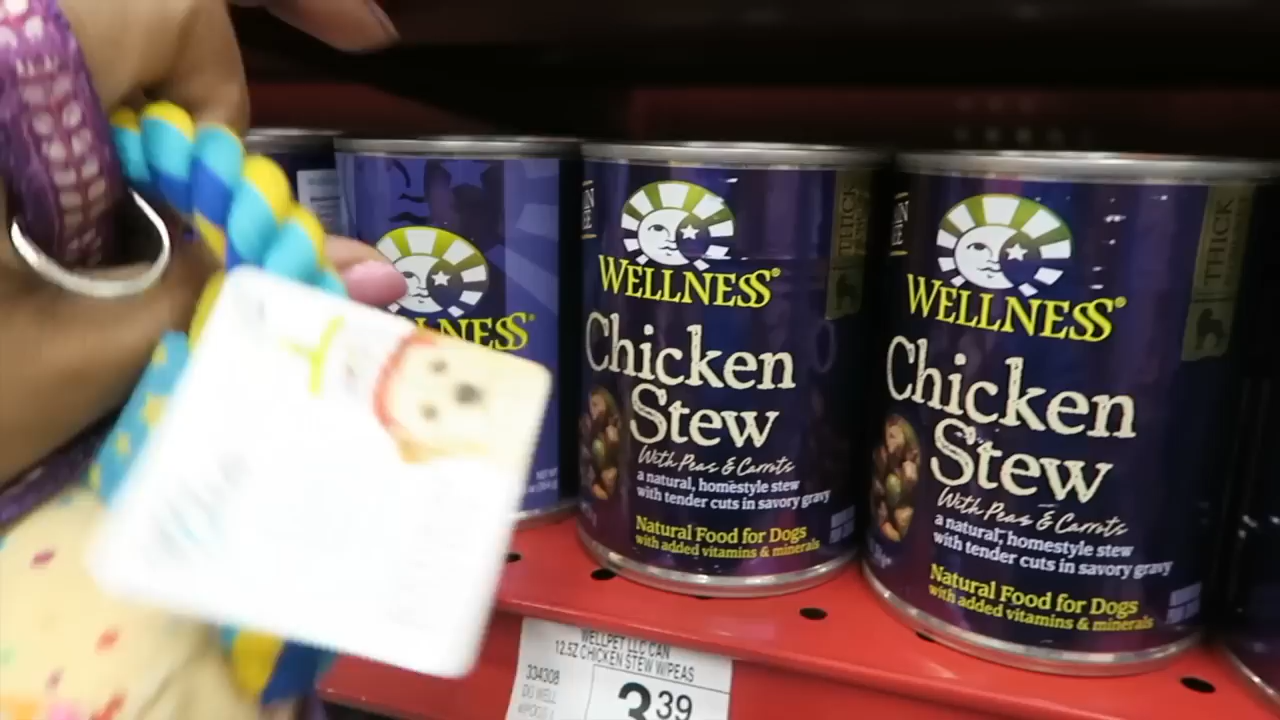 WELLNESS®
WELLNESS®
Chicken
Stew
With Peas & Carrots
a natural, homestyle stew
with tender cuts in savory gravy
Natural Food for Dogs
with added vitamins & minerals
THICK
WELLNESS®
Chicken
Stew
With Peas & Carrots
a natural, homestyle stew
with tender cuts in savory gravy
Natural Food for Dogs
with added vitamins & minerals
THICK
WELLPET LLC CAN
12.5Z CHICKEN STEW W/PEAS
334308
3.39